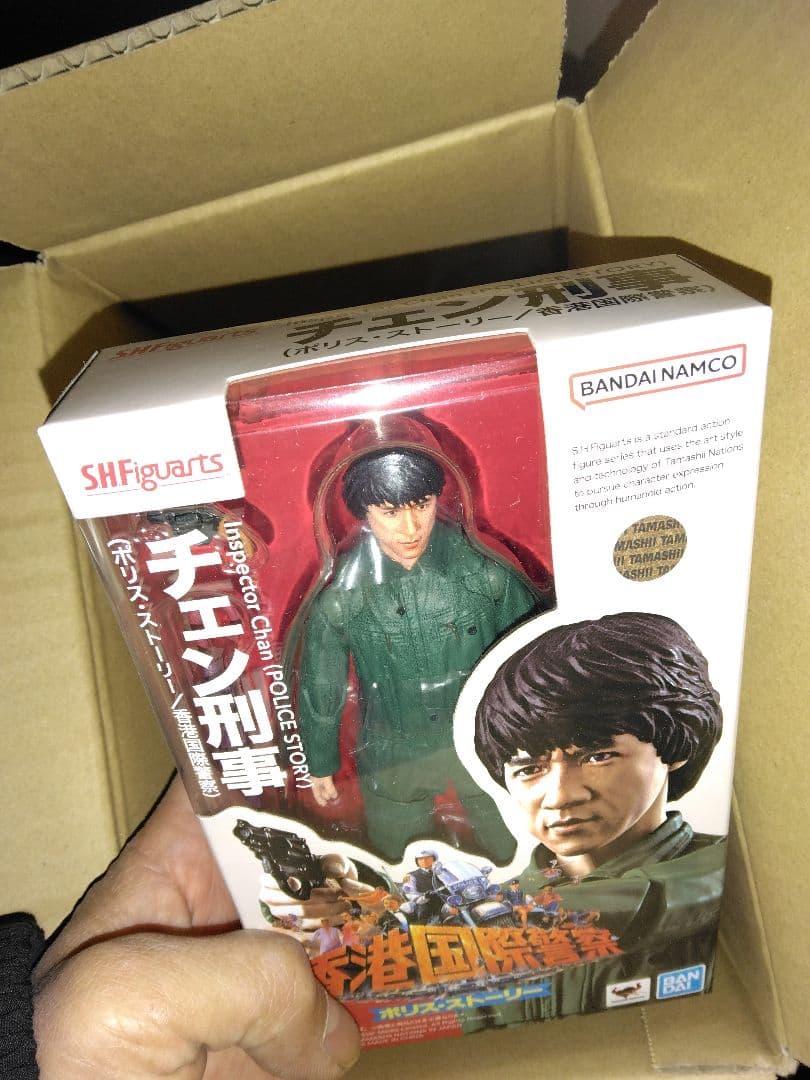 チェン刑事
(ポリス・ストーリー/香港国際警察)
SHFiguarts
BANDAI NAMCO
S.H.Figuarts is a standard action
figure series that uses the art style
and technology of Tamashii Nations
to pursue character expression
through humanoid action.
TAMASHII
Inspector Chan (POLICE STORY)
チェン刑事
(ポリス・ストーリー/香港国際警察)
香港国際警察
ポリス・ストーリー
BANDAI